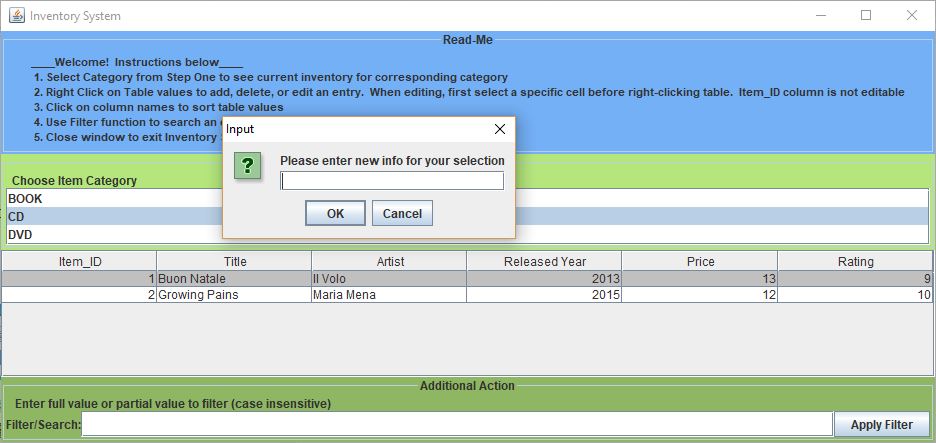 Inventory System
Read-Me
____Welcome!  Instructions below____
1. Select Category from Step One to see current inventory for corresponding category
2. Right Click on Table values to add, delete, or edit an entry.  When editing, first select a specific cell before right-clicking table.  Item_ID column is not editable
3. Click on column names to sort table values
4. Use Filter function to search an
5. Close window to exit Inventory
Input
?
Please enter new info for your selection
OK Cancel
Choose Item Category
BOOK
CD
DVD
Item_ID Title Artist Released Year Price Rating
1 Buon Natale Il Volo 2013 13 9
2 Growing Pains Maria Mena 2015 12 10
Additional Action
Enter full value or partial value to filter (case insensitive)
Filter/Search: Apply Filter